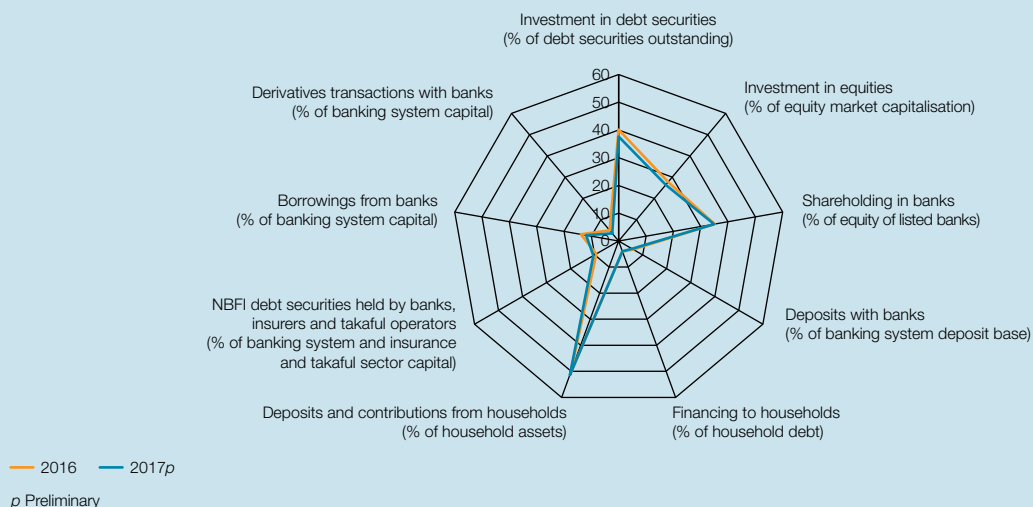 Investment in debt securities
(% of debt securities outstanding)
60
50
40
30
20
10
0
Investment in equities
(% of equity market capitalisation)
Shareholding in banks
(% of equity of listed banks)
Deposits with banks
(% of banking system deposit base)
Financing to households
(% of household debt)
Deposits and contributions from households
(% of household assets)
NBFI debt securities held by banks,
insurers and takaful operators
(% of banking system and insurance
and takaful sector capital)
Borrowings from banks
(% of banking system capital)
Derivatives transactions with banks
(% of banking system capital)
2016
2017p
p Preliminary